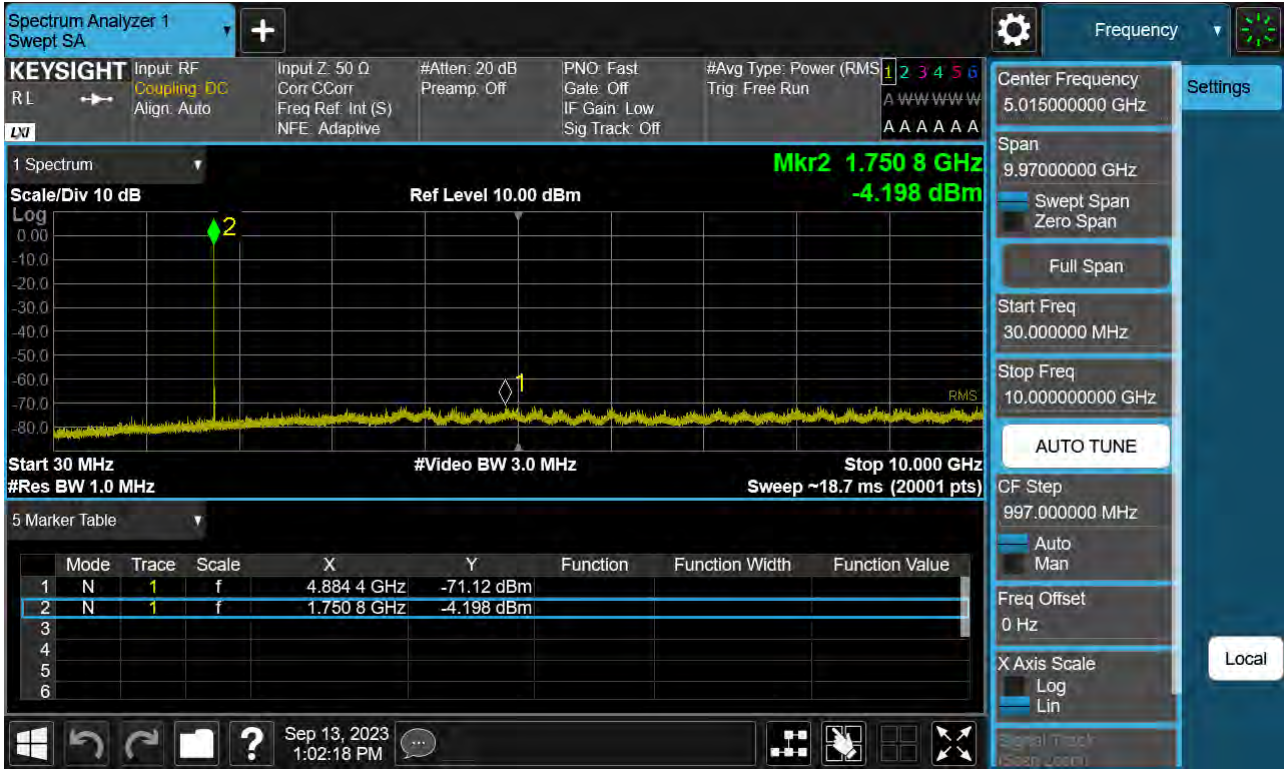 Spectrum Analyzer 1
Swept SA
+
Frequency
KEYSIGHT
R L
LXI
Input: RF
Coupling: DC
Align: Auto
Input Z: 50 Ω
Corr CCorr
Freq Ref: Int (S)
NFE: Adaptive
#Atten: 20 dB
Preamp: Off
PNO: Fast
Gate: Off
IF Gain: Low
Sig Track: Off
#Avg Type: Power (RMS
Trig: Free Run
1 2 3 4 5 6
A W W W W W
A A A A A A
1 Spectrum
Scale/Div 10 dB
Ref Level 10.00 dBm
Mkr2 1.750 8 GHz
-4.198 dBm
Log
0.00
-10.0
-20.0
-30.0
-40.0
-50.0
-60.0
-70.0
-80.0
2
1
RMS
Start 30 MHz
#Video BW 3.0 MHz
Stop 10.000 GHz
#Res BW 1.0 MHz
Sweep ~18.7 ms (20001 pts)
5 Marker Table
Mode Trace Scale X Y Function Function Width Function Value
1 N 1 f 4.884 4 GHz -71.12 dBm
2 N 1 f 1.750 8 GHz -4.198 dBm
3
4
5
6
Sep 13, 2023
1:02:18 PM
?
Center Frequency
5.015000000 GHz
Settings
Span
9.97000000 GHz
Swept Span
Zero Span
Full Span
Start Freq
30.000000 MHz
Stop Freq
10.000000000 GHz
AUTO TUNE
CF Step
997.000000 MHz
Auto
Man
Freq Offset
0 Hz
X Axis Scale
Log
Lin
Local
Signal Track
(Span Zoom)